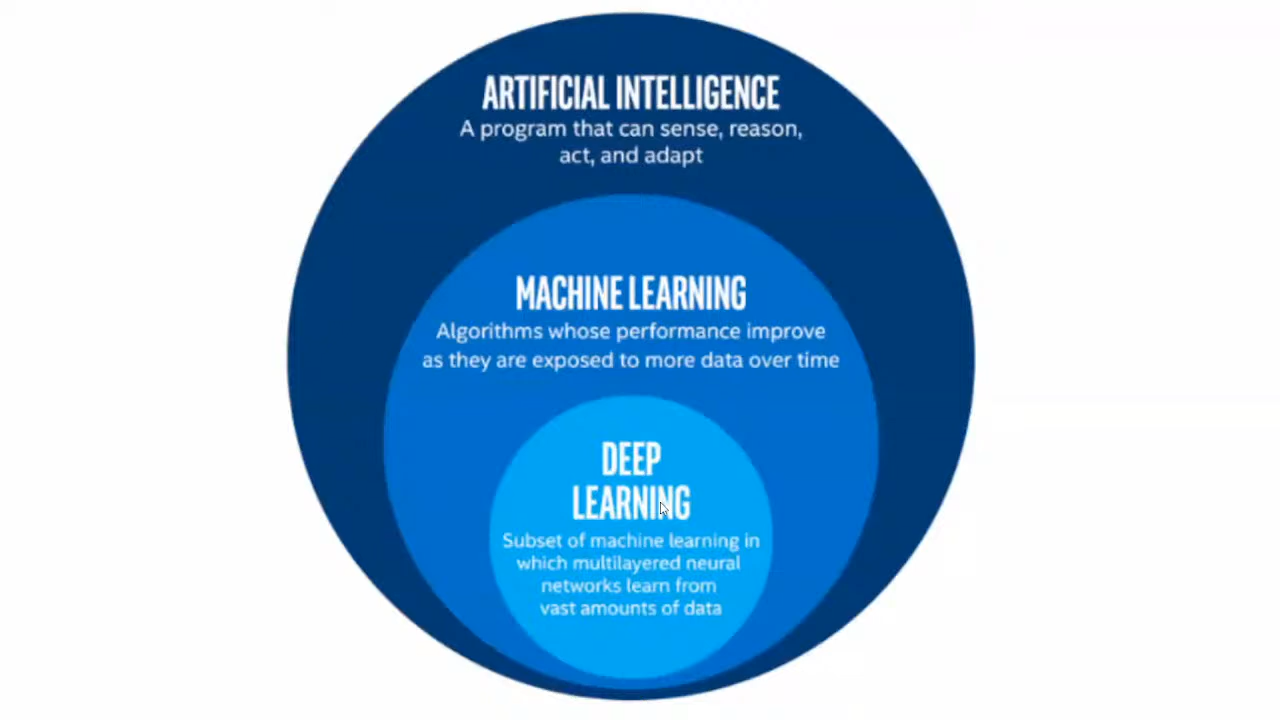 ARTIFICIAL INTELLIGENCE
A program that can sense, reason,
act, and adapt
MACHINE LEARNING
Algorithms whose performance improve
as they are exposed to more data over time
DEEP
LEARNING
Subset of machine learning in
which multilayered neural
networks learn from
vast amounts of data